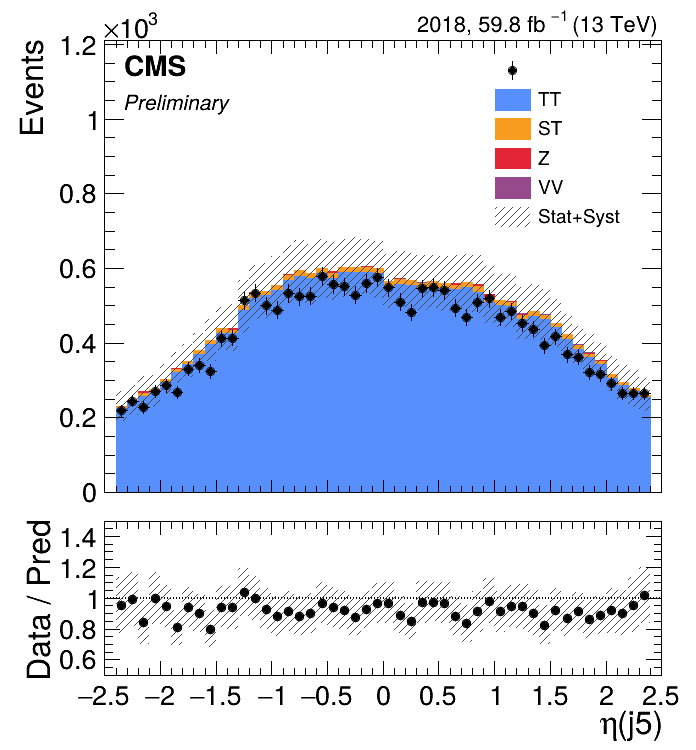 ×10³
2018, 59.8 fb⁻¹ (13 TeV)
CMS
Preliminary
Events
1.2
1
0.8
0.6
0.4
0.2
0
TT
ST
Z
VV
Stat+Syst
Data / Pred
1.4
1.2
1
0.8
0.6
−2.5 −2 −1.5 −1 −0.5 0 0.5 1 1.5 2 2.5
η(j5)